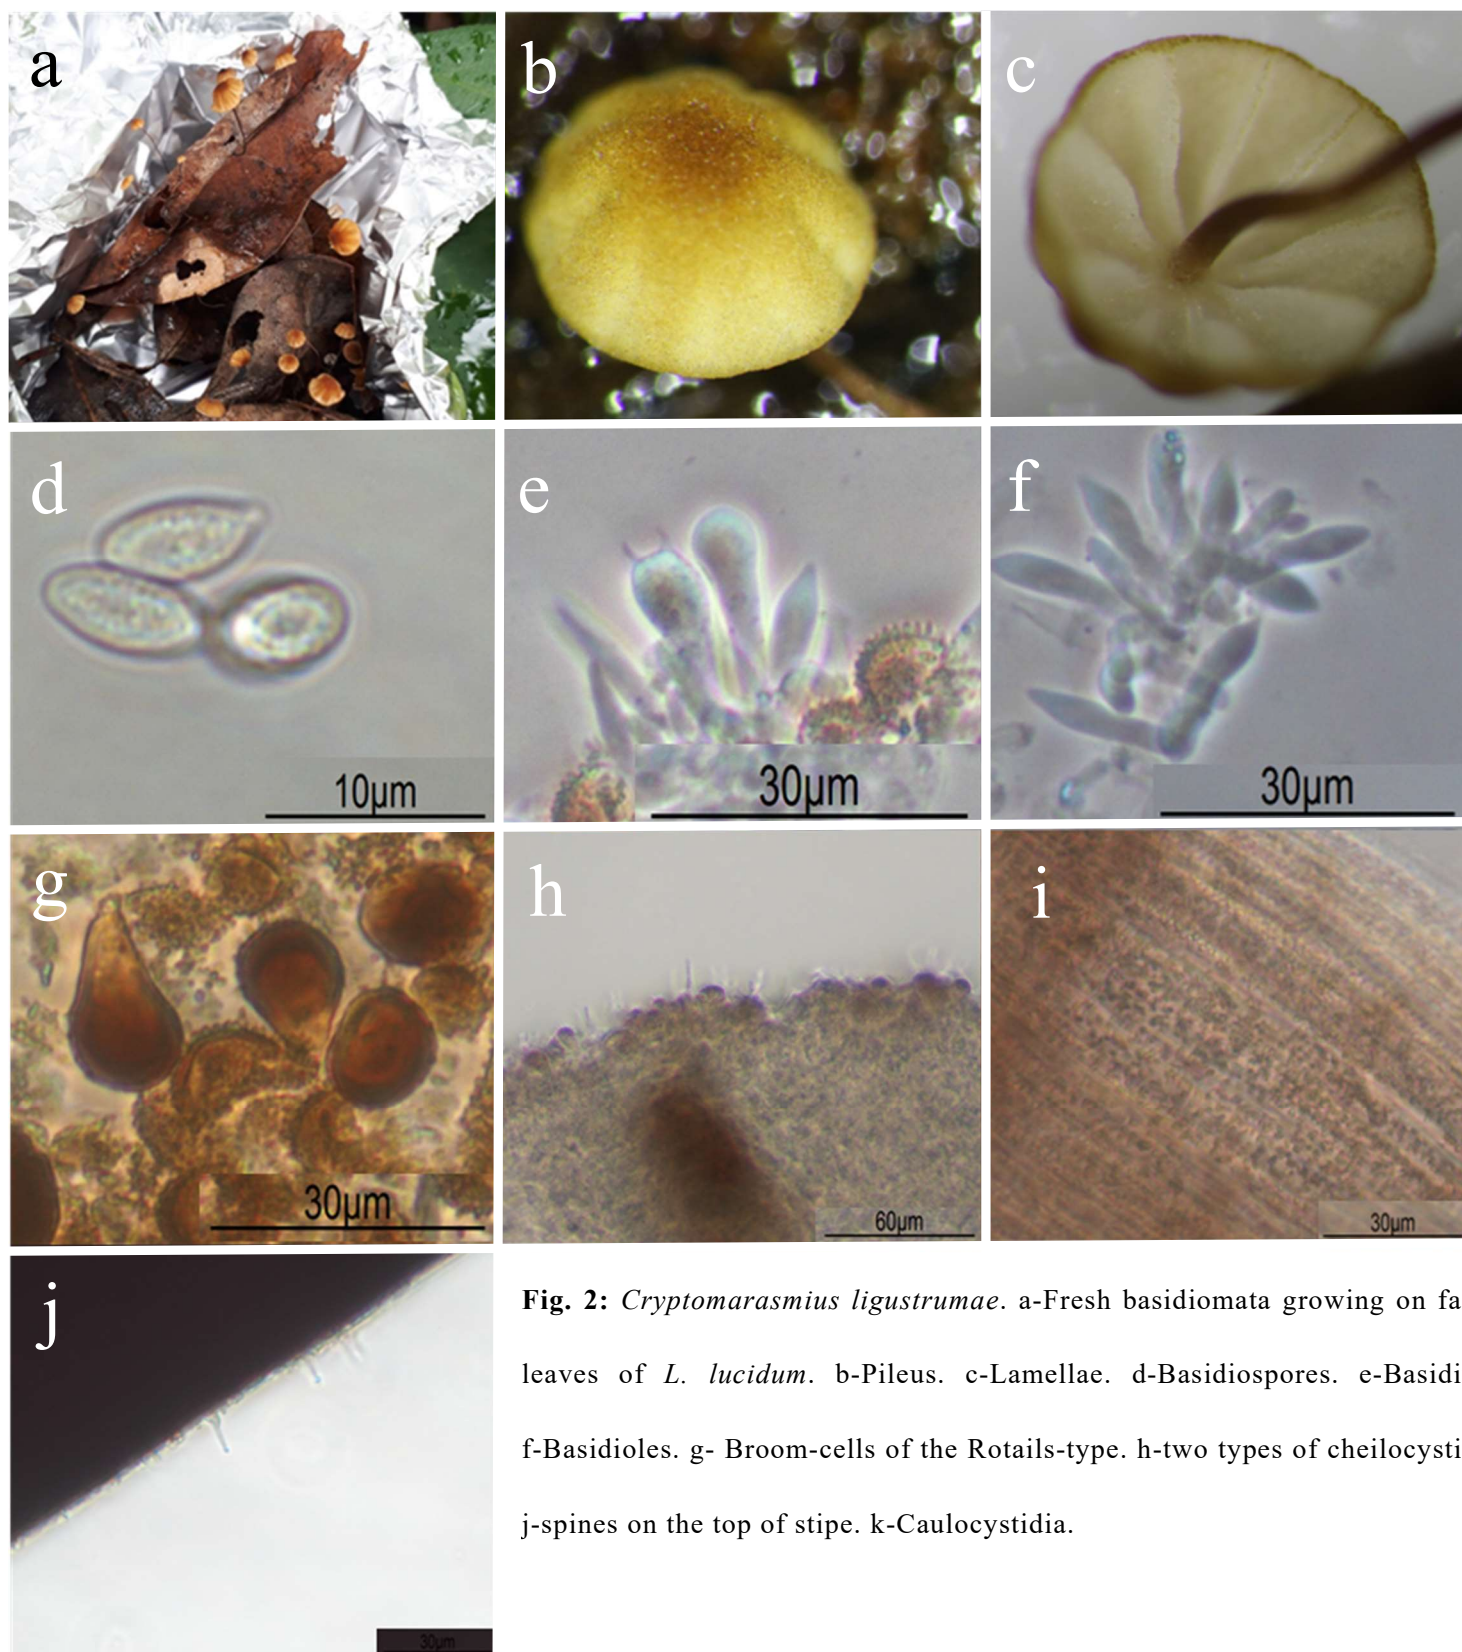 a
b
c
d
10µm
e
30µm
f
30µm
g
30µm
h
60µm
i
30µm
j
30µm
Fig. 2: Cryptomarasmius ligustrumae. a-Fresh basidiomata growing on fa
leaves of L. lucidum. b-Pileus. c-Lamellae. d-Basidiospores. e-Basidi
f-Basidioles. g- Broom-cells of the Rotails-type. h-two types of cheilocysti
j-spines on the top of stipe. k-Caulocystidia.